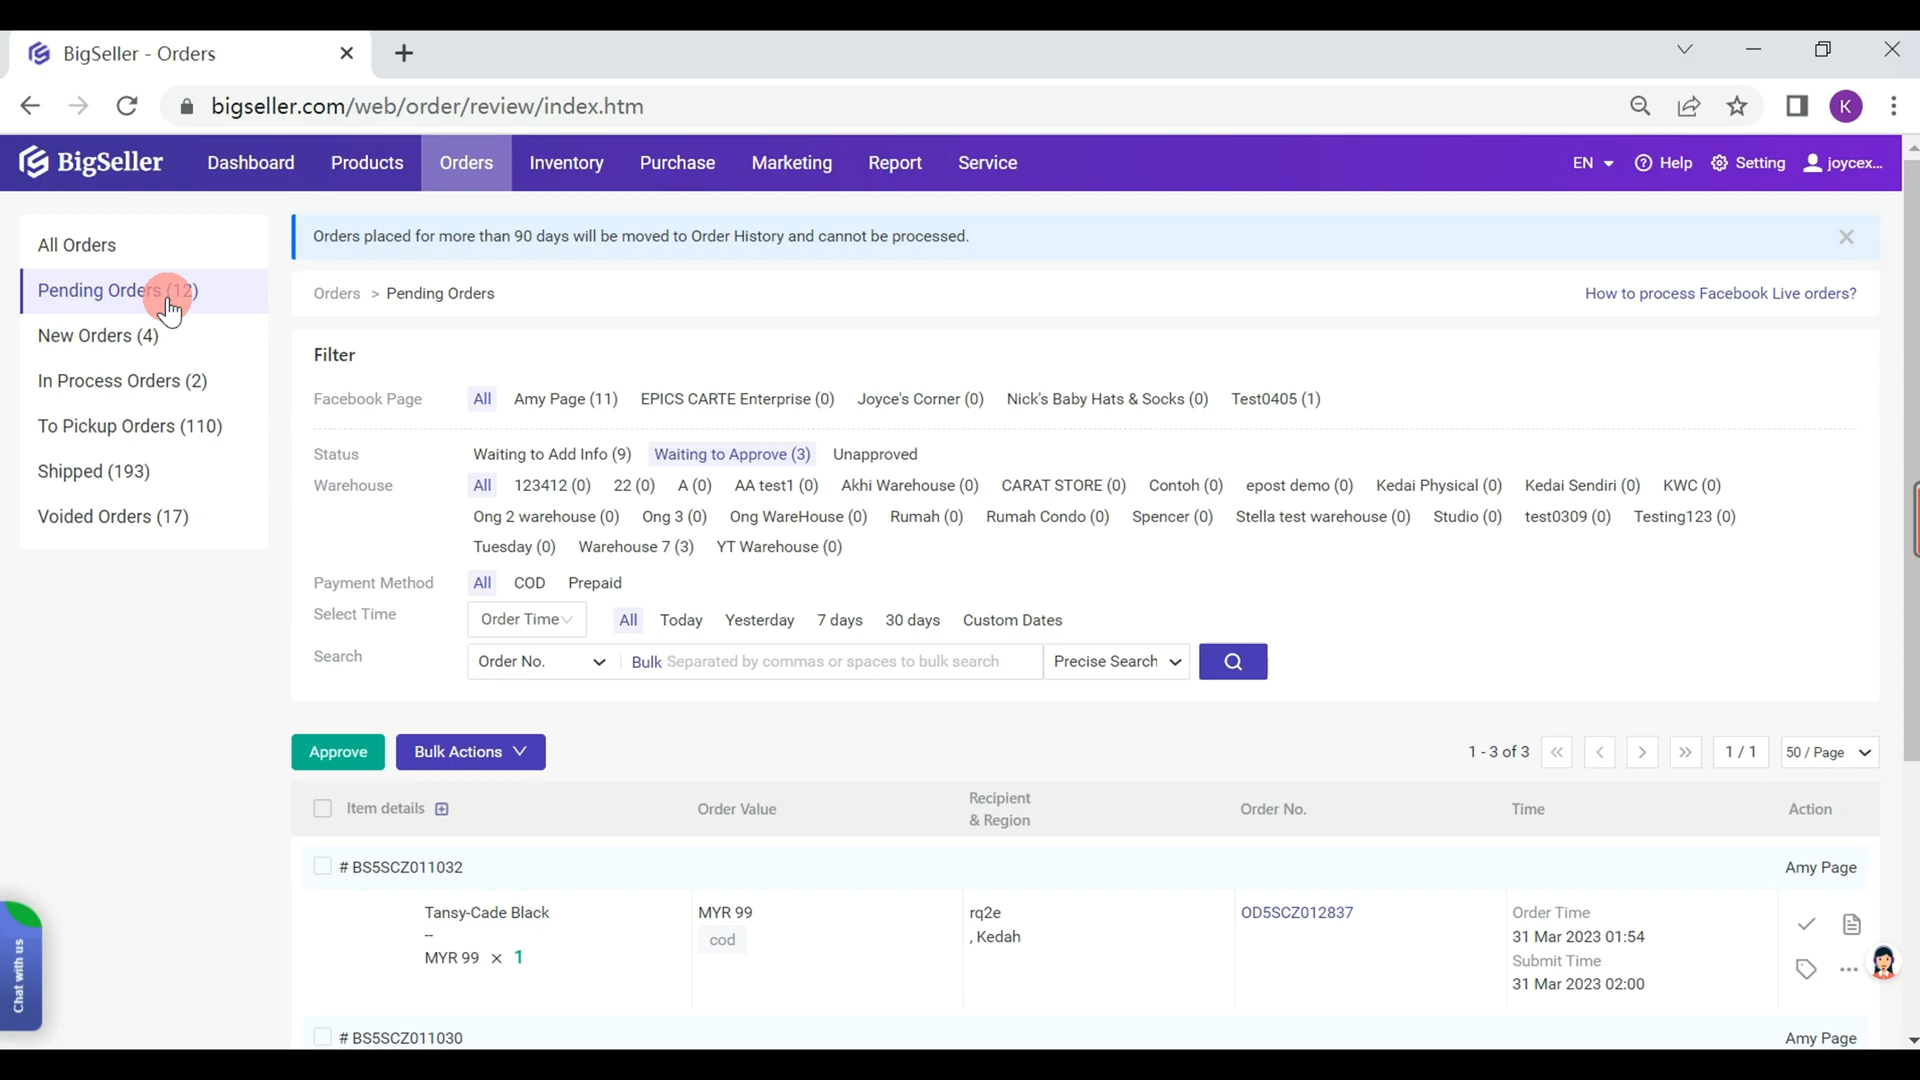 BigSeller - Orders
bigseller.com/web/order/review/index.htm
K
BigSeller Dashboard Products Orders Inventory Purchase Marketing Report Service EN Help Setting joycex...
All Orders
Pending Orders (12)
New Orders (4)
In Process Orders (2)
To Pickup Orders (110)
Shipped (193)
Voided Orders (17)
Orders placed for more than 90 days will be moved to Order History and cannot be processed.
Orders > Pending Orders How to process Facebook Live orders?
Filter
Facebook Page All Amy Page (11) EPICS CARTE Enterprise (0) Joyce's Corner (0) Nick's Baby Hats & Socks (0) Test0405 (1)
Status Waiting to Add Info (9) Waiting to Approve (3) Unapproved
Warehouse All 123412 (0) 22 (0) A (0) AA test1 (0) Akhi Warehouse (0) CARAT STORE (0) Contoh (0) epost demo (0) Kedai Physical (0) Kedai Sendiri (0) KWC (0)
Ong 2 warehouse (0) Ong 3 (0) Ong WareHouse (0) Rumah (0) Rumah Condo (0) Spencer (0) Stella test warehouse (0) Studio (0) test0309 (0) Testing123 (0)
Tuesday (0) Warehouse 7 (3) YT Warehouse (0)
Payment Method All COD Prepaid
Select Time Order Time All Today Yesterday 7 days 30 days Custom Dates
Search Order No. Bulk Separated by commas or spaces to bulk search Precise Search
Approve Bulk Actions 1 - 3 of 3 1 / 1 50 / Page
Item details Order Value Recipient & Region Order No. Time Action
# BS5SCZ011032 Amy Page
Tansy-Cade Black MYR 99 rq2e OD5SCZ012837 Order Time
-- cod , Kedah 31 Mar 2023 01:54
MYR 99 × 1 Submit Time
31 Mar 2023 02:00
# BS5SCZ011030 Amy Page
Chat with us